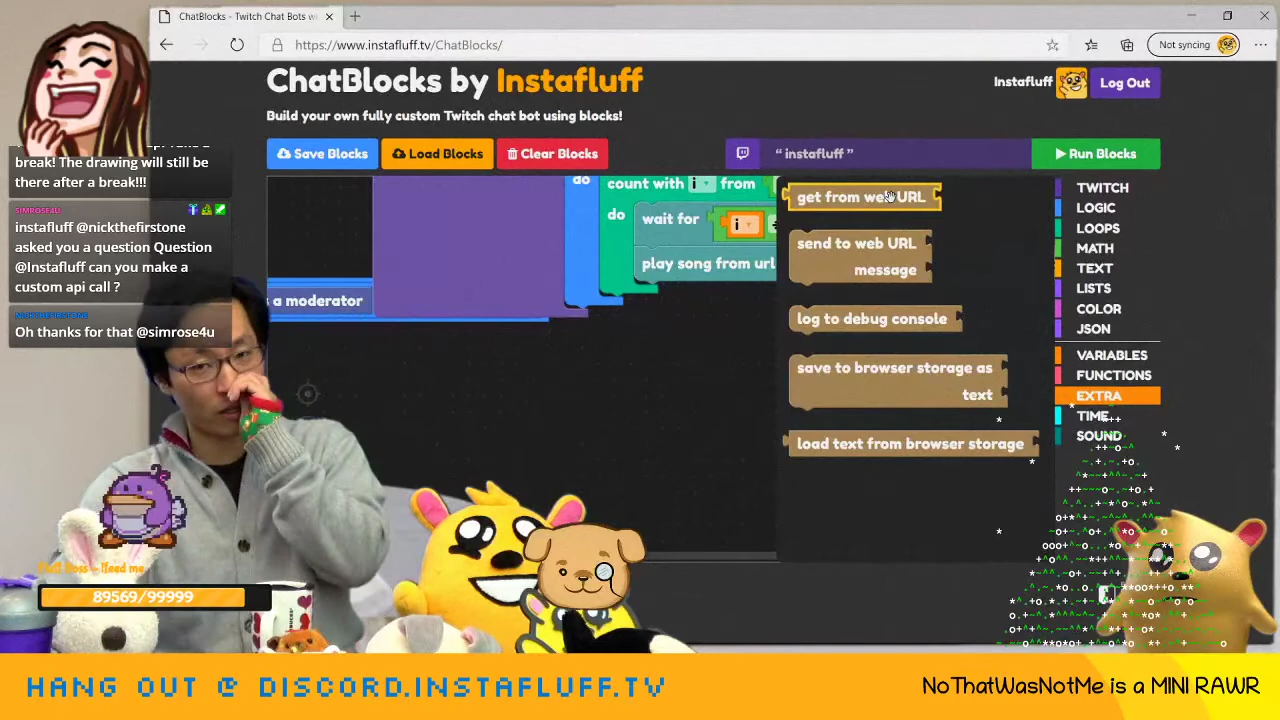 ChatBlocks - Twitch Chat Bots wi
https://www.instafluff.tv/ChatBlocks/
Not syncing
ChatBlocks by Instafluff
Build your own fully custom Twitch chat bot using blocks!
Instafluff
Log Out
Save Blocks
Load Blocks
Clear Blocks
“ instafluff ”
Run Blocks
break! The drawing will still be
there after a break!!!
SIMROSE4U
instafluff @nickthefirstone
asked you a question Question
@Instafluff can you make a
custom api call ?
NICKTHEFIRSTONE
Oh thanks for that @simrose4u
do
count with i from
do
wait for
i
play song from url
s a moderator
get from web URL
send to web URL
message
log to debug console
save to browser storage as
text
load text from browser storage
TWITCH
LOGIC
LOOPS
MATH
TEXT
LISTS
COLOR
JSON
VARIABLES
FUNCTIONS
EXTRA
TIME
SOUND
89569/99999
HANG OUT @ DISCORD.INSTAFLUFF.TV
NoThatWasNotMe is a MINI RAWR